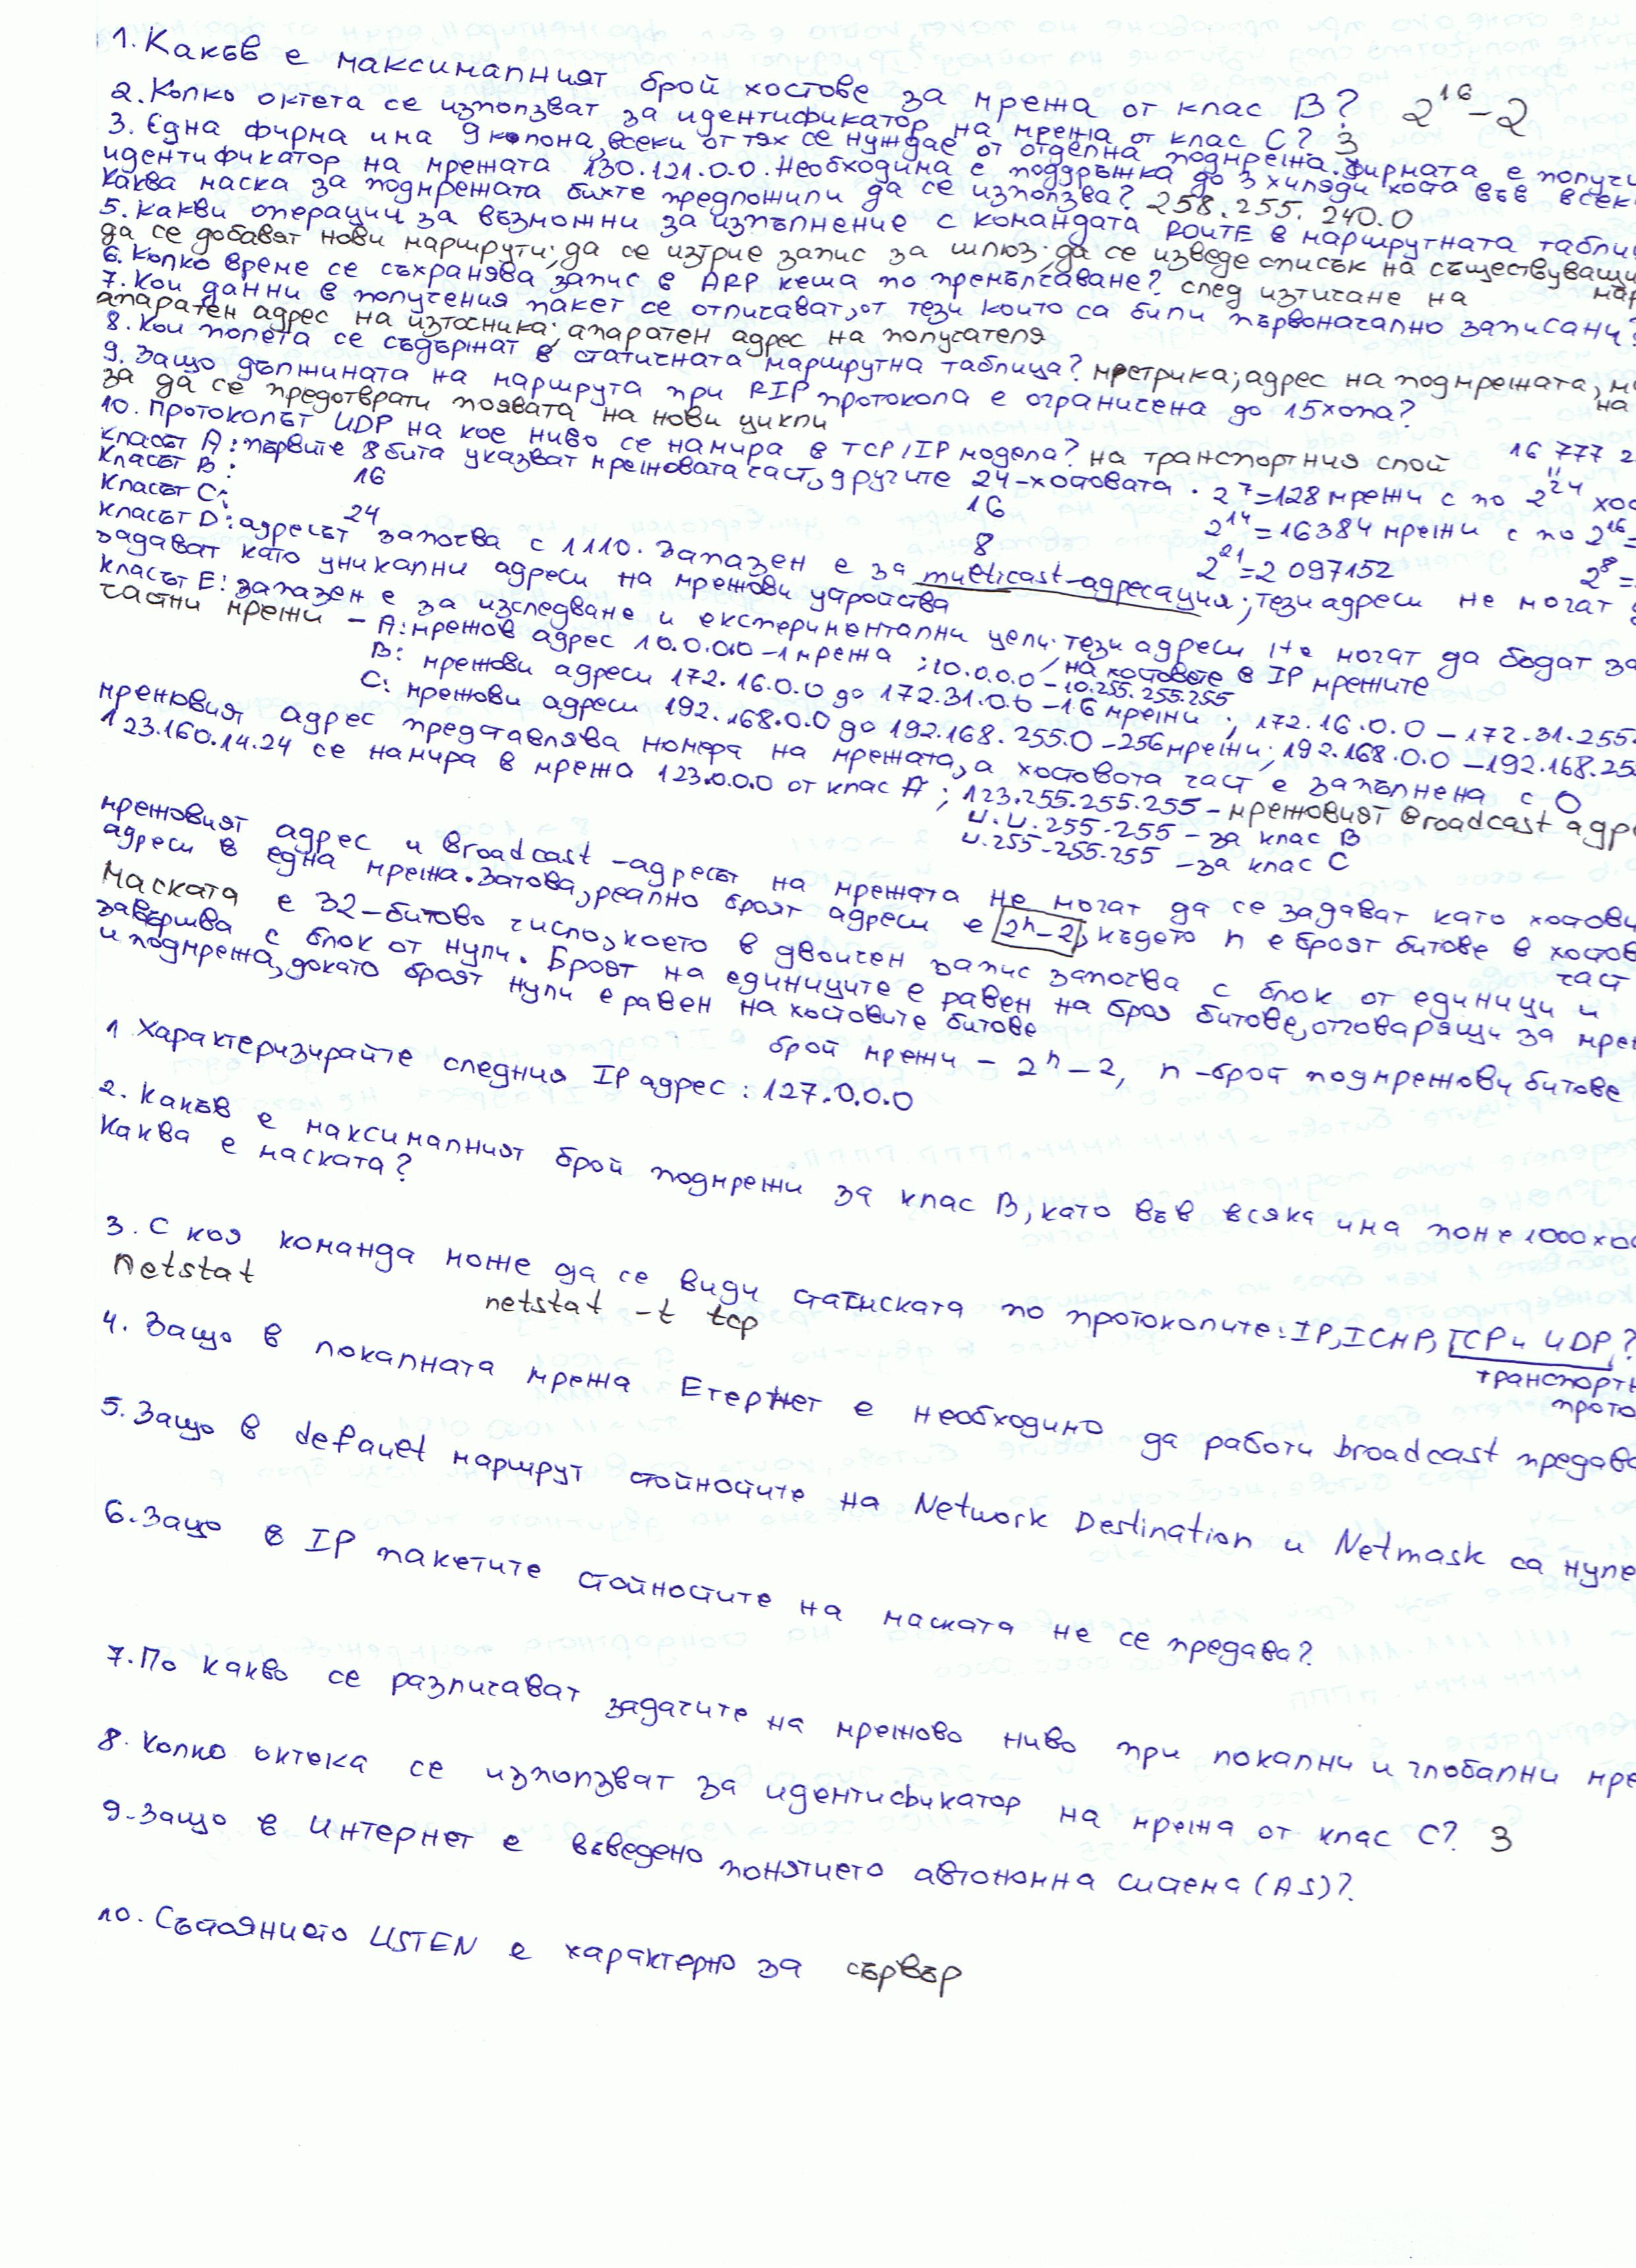 1. Какъв е максималният брой хостове за мрежа от клас B? 2^16-2
2. Колко октета се използват за идентификатор на мрежа от клас C? 3
3. Една фирма има 9 колона, всеки от тях се нуждае от отделна подмрежа. Фирмата е получи
идентификатор на мрежата 130.121.0.0. Необходима е поддръжка до 3 хиляди хоста във всек
Каква маска за подмрежата бихте предложили да се използва? 258.255.240.0
5. Какви операции за възможни за изпълнение с командата ROUTE в маршрутната табли
да се добавят нови маршрути; да се изтрие запис за шлюз; да се изведе списък на съществуващи
6. Колко време се съхранява запис в ARP кеша по премълчаване? след изтичане на мар
7. Кои данни в получения пакет се отличават, от тези които са били първоначално записани?
апаратен адрес на източника; апаратен адрес на получателя
8. Кои полета се съдържат в статичната маршрутна таблица? метрика; адрес на подмрежата, м
9. Защо дължината на маршрута при RIP протокола е ограничена до 15 хопа? на
за да се предотврати появата на нови цикли
10. Протоколът UDP на кое ниво се намира в TCP/IP модела? на транспортния слой 16 777 2
класът A: първите 8 бита указват мрежовата част, другите 24-хостовата. 2^7=128 мрежи с по 2^24 хос
Класът B: 16 16 2^14=16384 мрежи с по 2^16=
Класът C: 24 8 2^21=2 097152 2^8=
класът D: адресът започва с 1110. Запазен е за multicast-адресация; тези адреси не могат
задават като уникални адреси на мрежови устройства
класът E: запазен е за изследване и експериментални цели. тези адреси не могат да бъдат за
на хостовете в IP мрежите
частни мрежи - A: мрежов адрес 10.0.0.0 - 1 мрежа ; 10.0.0.0 - 10.255.255.255
B: мрежови адреси 172.16.0.0 до 172.31.0.0 - 16 мрежи ; 172.16.0.0 - 172.31.255
C: мрежови адреси 192.168.0.0 до 192.168.255.0 - 256 мрежи; 192.168.0.0 - 192.168.25
мрежовият адрес представлява номера на мрежата, а хостовата част е запълнена с 0
123.160.14.24 се намира в мрежа 123.0.0.0 от клас A ; 123.255.255.255 - мрежовият broadcast адр
и.и.255.255 - за клас B
и.255-255.255 - за клас C
мрежовият адрес и broadcast-адресът на мрежата не могат да се задават като хостови
адреси в една мрежа. Затова, реално броят адреси е 2^n-2, където n е броят битове в хостов
част
Маската е 32-битово число, което в двоичен запис започва с блок от единици и
завършва с блок от нули. Броят на единиците е равен на броя битове, отговарящи за мре
и подмрежа, докато броят нули е равен на хостовите битове
брой мрежи - 2^n-2, n-брой подмрежови битове
1. Характеризирайте следния IP адрес: 127.0.0.0
2. Какъв е максималният брой подмрежи за клас B, като във всяка има поне 1000 хо
Каква е маската?
3. С коя команда може да се види статиската по протоколите: IP, ICMP, TCP и UDP?
netstat netstat -t tcp транспортн
прото
4. Защо в локалната мрежа Етернет е необходимо да работи broadcast предава
5. Защо в default маршрут стойностите на Network Destination и Netmask са нуле
6. Защо в IP пакетите стойностите на маската не се предава?
7. По какво се различават задачите на мрежово ниво при локални и глобални мре
8. Колко октека се използват за идентификатор на мрежа от клас C? 3
9. Защо в Интернет е въведено понятието автономна система (AS)?
10. Състоянието LISTEN е характерно за сървър